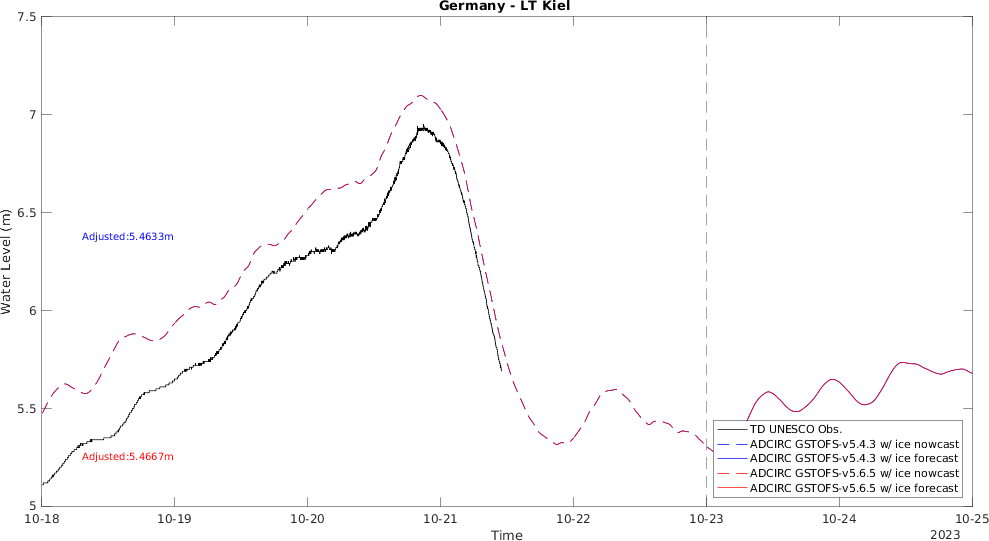 Germany - LT Kiel
7.5
7
6.5
6
5.5
5
Water Level (m)
Adjusted:5.4633m
Adjusted:5.4667m
TD UNESCO Obs.
ADCIRC GSTOFS-v5.4.3 w/ ice nowcast
ADCIRC GSTOFS-v5.4.3 w/ ice forecast
ADCIRC GSTOFS-v5.6.5 w/ ice nowcast
ADCIRC GSTOFS-v5.6.5 w/ ice forecast
10-18 10-19 10-20 10-21 10-22 10-23 10-24 10-25
Time
2023